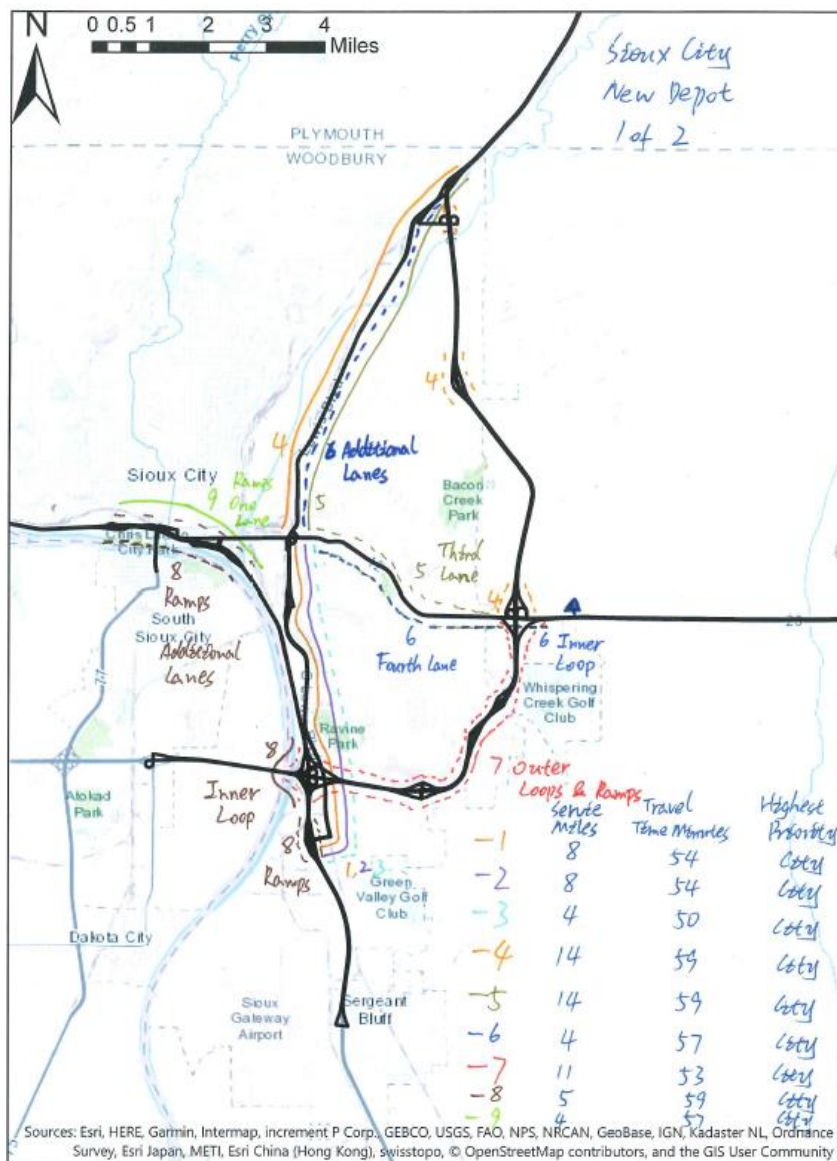 N
0 0.5 1 2 3 4
Miles
Sioux City
New Depot
1 of 2
PLYMOUTH
WOODBURY
4
4
6 Additional
Lanes
Sioux City
9 Ramps
One
Lane
5
Bacon
Creek
Park
Third
5 Lane
4
8
Ramps
South
Sioux City
Additional
Lanes
77
6
Fourth Lane
6 Inner
Loop
20
Whispering
Creek Golf
Club
Ravine
Park
8
Inner
Loop
Atokad
Park
7 Outer
Loops & Ramps
8
Ramps
1, 2 3
Green
Valley Golf
Club
Dakota City
Sioux
Gateway
Airport
Sergeant
Bluff
Travel Highest
Miles Time Minutes Priority
-1 8 54 City
-2 8 54 City
-3 4 50 City
-4 14 59 City
-5 14 59 City
-6 4 57 City
-7 11 53 City
-8 5 59 City
-9 4 57 City
Sources: Esri, HERE, Garmin, Intermap, increment P Corp., GEBCO, USGS, FAO, NPS, NRCAN, GeoBase, IGN, Kadaster NL, Ordnance
Survey, Esri Japan, METI, Esri China (Hong Kong), swisstopo, © OpenStreetMap contributors, and the GIS User Community